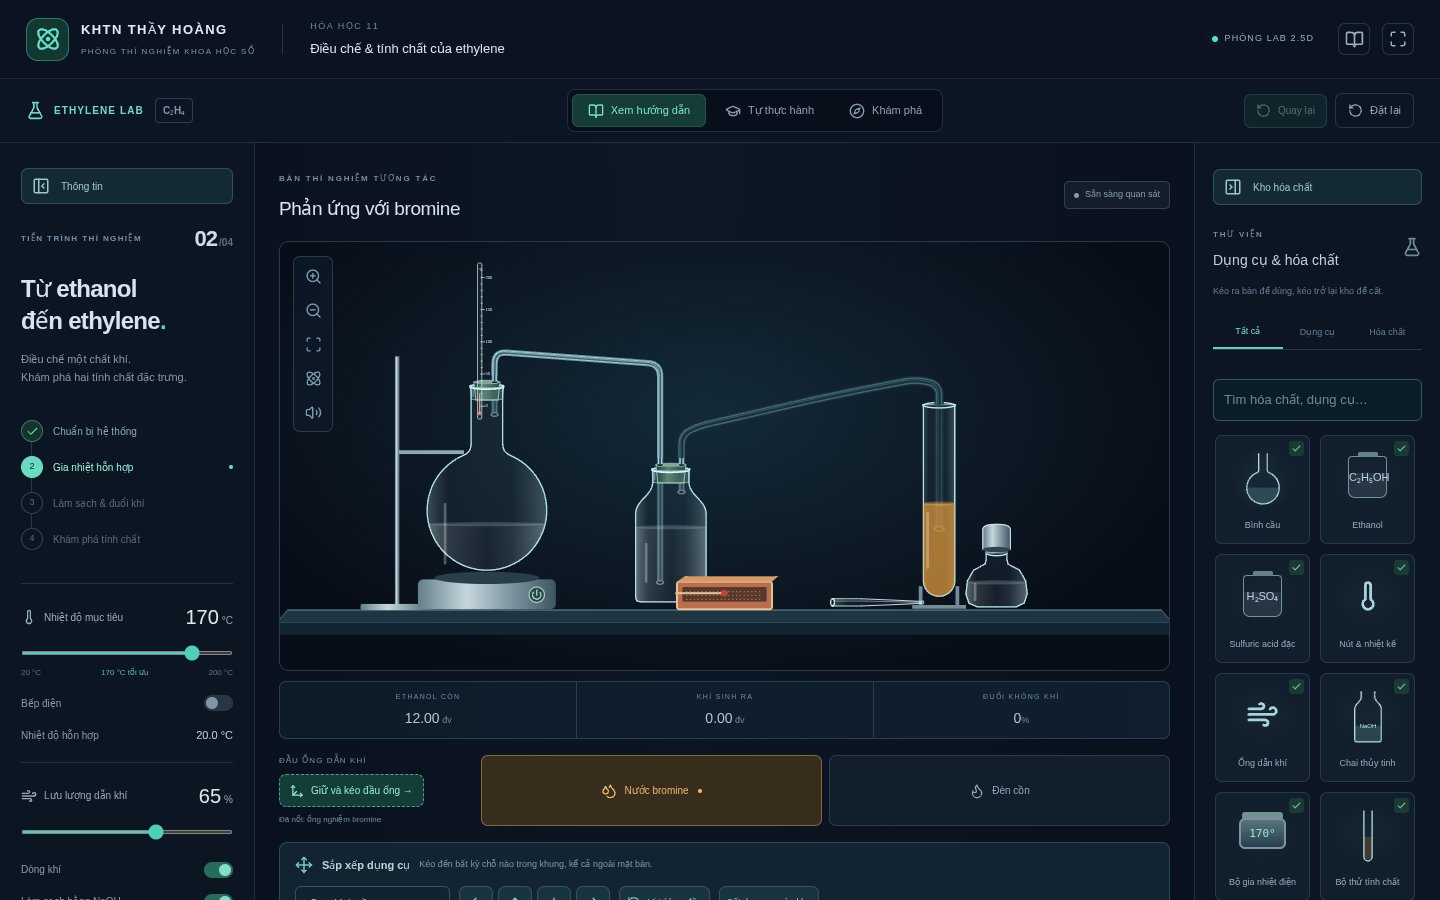 KHTN THẦY HOÀNG
PHÒNG THÍ NGHIỆM KHOA HỌC SỐ
HÓA HỌC 11
Điều chế & tính chất của ethylene
PHÒNG LAB 2.5D
ETHYLENE LAB
C₂H₄
Xem hướng dẫn
Tự thực hành
Khám phá
Quay lại
Đặt lại
Thông tin
TIẾN TRÌNH THÍ NGHIỆM
02/04
Từ ethanol
đến ethylene.
Điều chế một chất khí.
Khám phá hai tính chất đặc trưng.
Chuẩn bị hệ thống
2 Gia nhiệt hỗn hợp
3 Làm sạch & đuổi khí
4 Khám phá tính chất
Nhiệt độ mục tiêu
170 °C
20 °C
170 °C tối ưu
200 °C
Bếp điện
Nhiệt độ hỗn hợp
20.0 °C
Lưu lượng dẫn khí
65 %
Dòng khí
BÀN THÍ NGHIỆM TƯƠNG TÁC
Phản ứng với bromine
Sẵn sàng quan sát
ETHANOL CÒN
12.00 đv
KHÍ SINH RA
0.00 đv
ĐUỔI KHÔNG KHÍ
0%
ĐẦU ỐNG DẪN KHÍ
Giữ và kéo đầu ống →
Đã nối: ống nghiệm bromine
Nước bromine
Đèn cồn
Sắp xếp dụng cụ
Kéo đến bất kỳ chỗ nào trong khung, kể cả ngoài mặt bàn.
Kho hóa chất
THƯ VIỆN
Dụng cụ & hóa chất
Kéo ra bàn để dùng, kéo trở lại kho để cất.
Tất cả
Dụng cụ
Hóa chất
Tìm hóa chất, dụng cụ…
Bình cầu
C₂H₅OH
Ethanol
H₂SO₄
Sulfuric acid đặc
Nút & nhiệt kế
Ống dẫn khí
NaOH
Chai thủy tinh
170°
Bộ gia nhiệt điện
Bộ thử tính chất